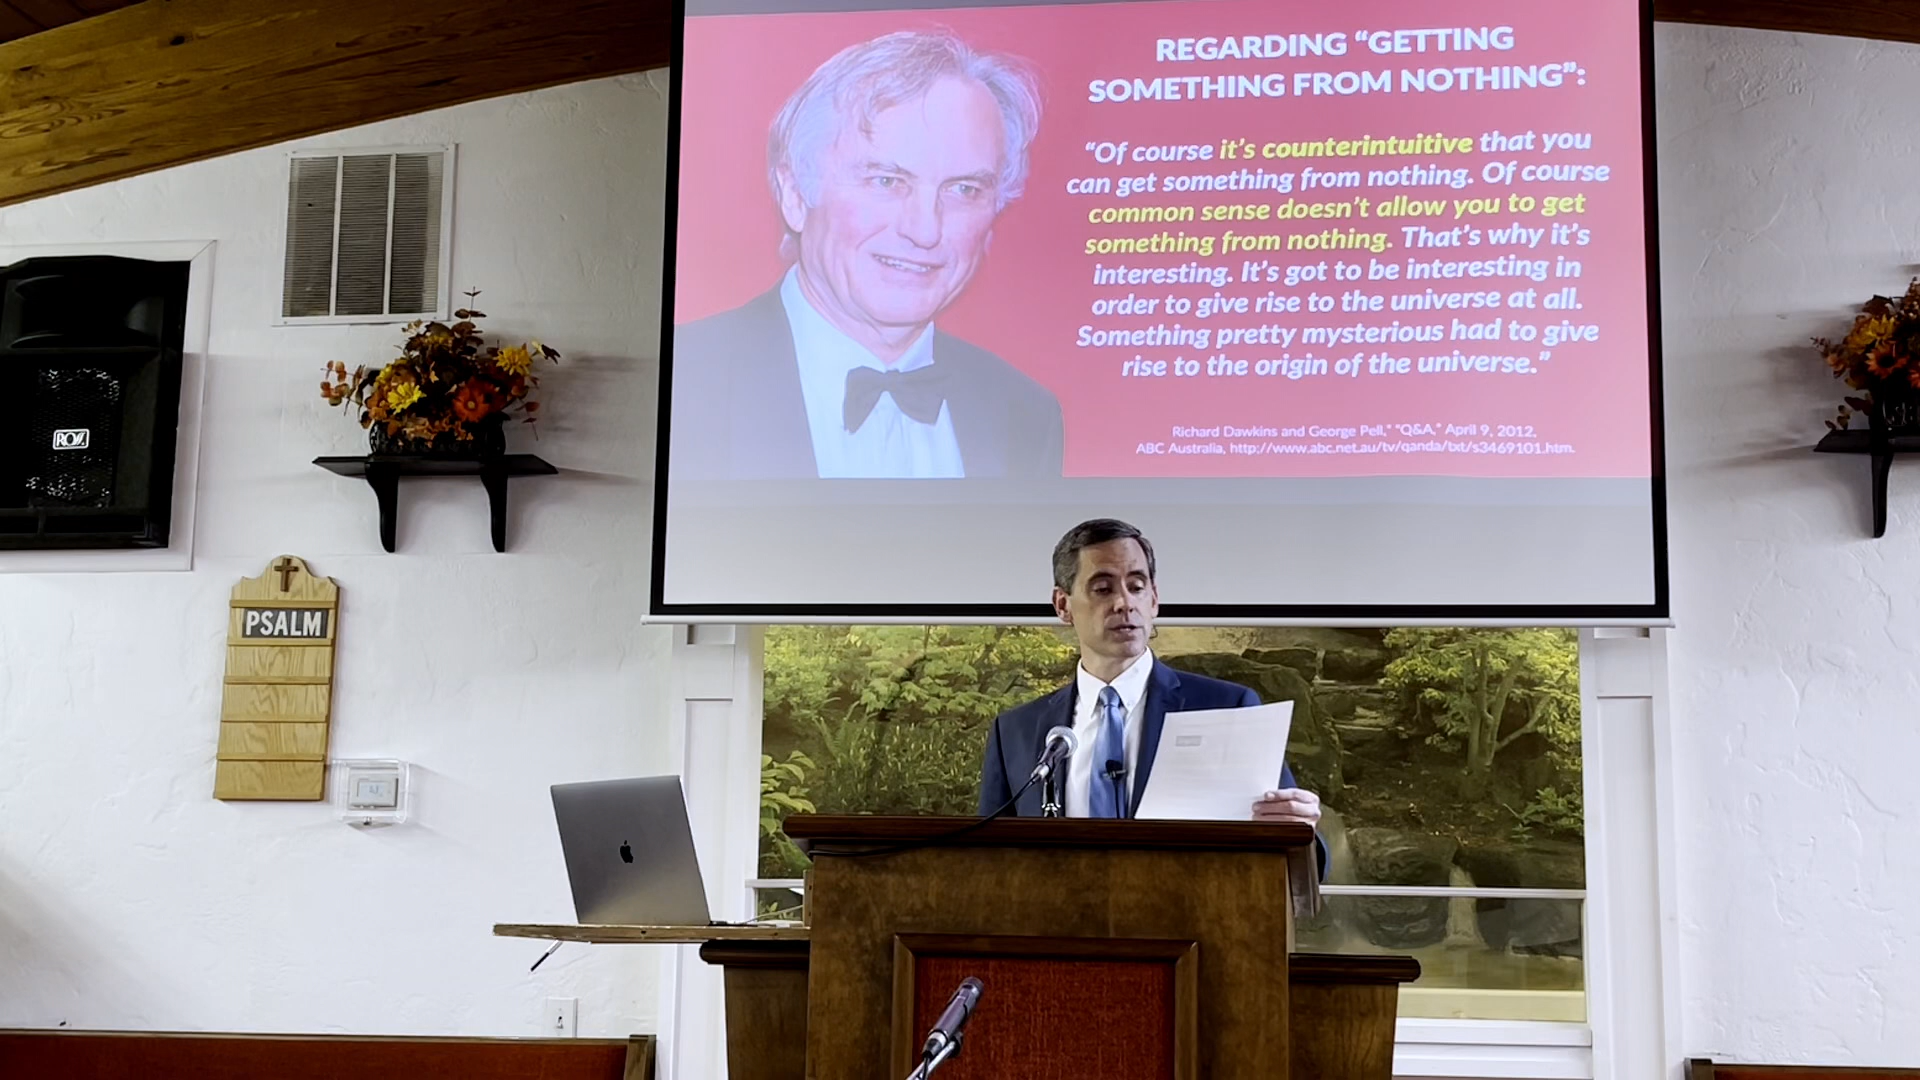 REGARDING “GETTING
SOMETHING FROM NOTHING”:
“Of course it’s counterintuitive that you
can get something from nothing. Of course
common sense doesn’t allow you to get
something from nothing. That’s why it’s
interesting. It’s got to be interesting in
order to give rise to the universe at all.
Something pretty mysterious had to give
rise to the origin of the universe.”
Richard Dawkins and George Pell,” “Q&A,” April 9, 2012,
ABC Australia, http://www.abc.net.au/tv/qanda/txt/s3469101.htm.
PSALM